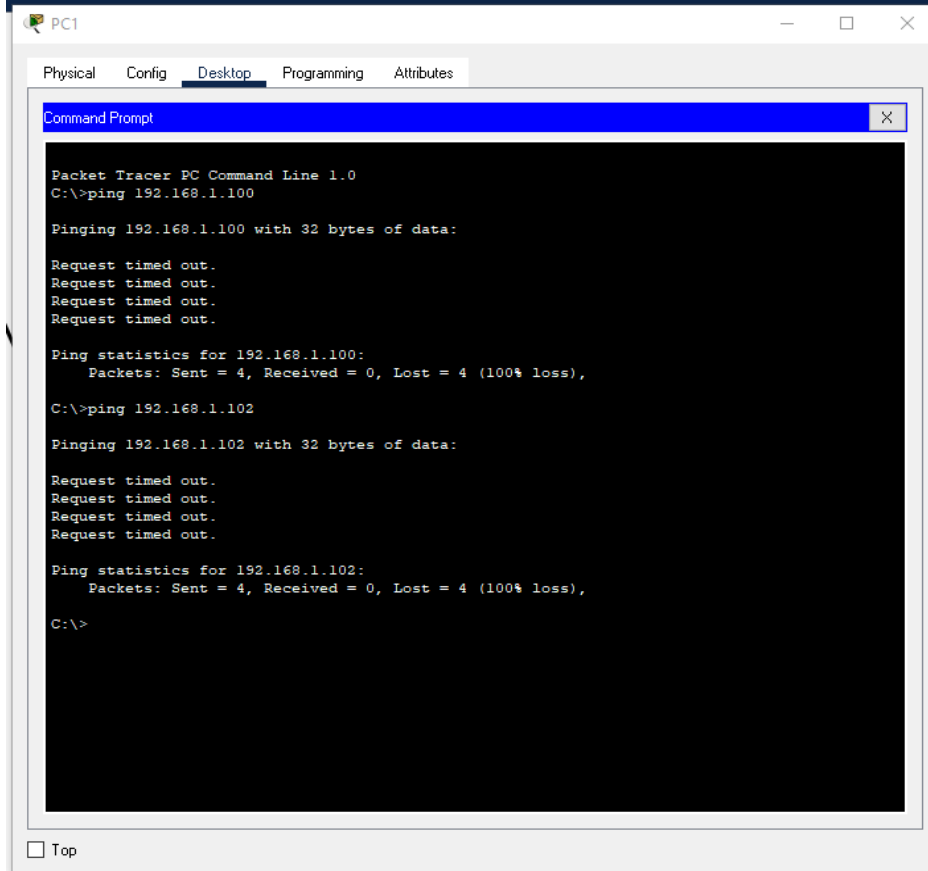 PC1
Physical Config Desktop Programming Attributes
Command Prompt
X
Packet Tracer PC Command Line 1.0
C:\>ping 192.168.1.100
Pinging 192.168.1.100 with 32 bytes of data:
Request timed out.
Request timed out.
Request timed out.
Request timed out.
Ping statistics for 192.168.1.100:
Packets: Sent = 4, Received = 0, Lost = 4 (100% loss),
C:\>ping 192.168.1.102
Pinging 192.168.1.102 with 32 bytes of data:
Request timed out.
Request timed out.
Request timed out.
Request timed out.
Ping statistics for 192.168.1.102:
Packets: Sent = 4, Received = 0, Lost = 4 (100% loss),
C:\>
Top